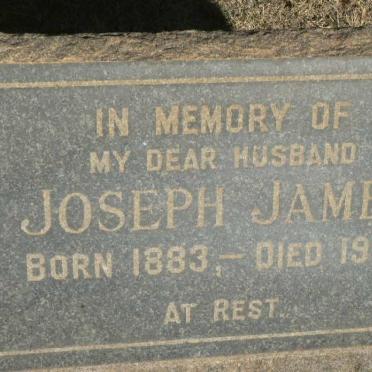 IN MEMORY OF
MY DEAR HUSBAND
JOSEPH JAME
BORN 1883,- DIED 19
AT REST.